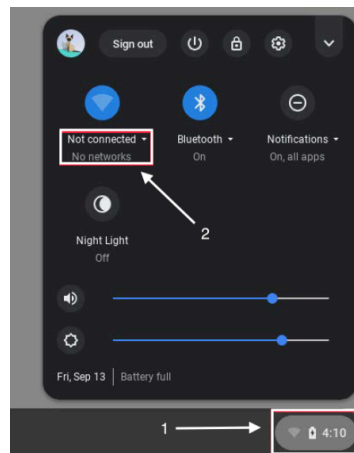 Sign out
Not connected
Bluetooth
Notifications
No networks
On
On, all apps
2
Night Light
Off
Fri, Sep 13 | Battery full
1
4:10